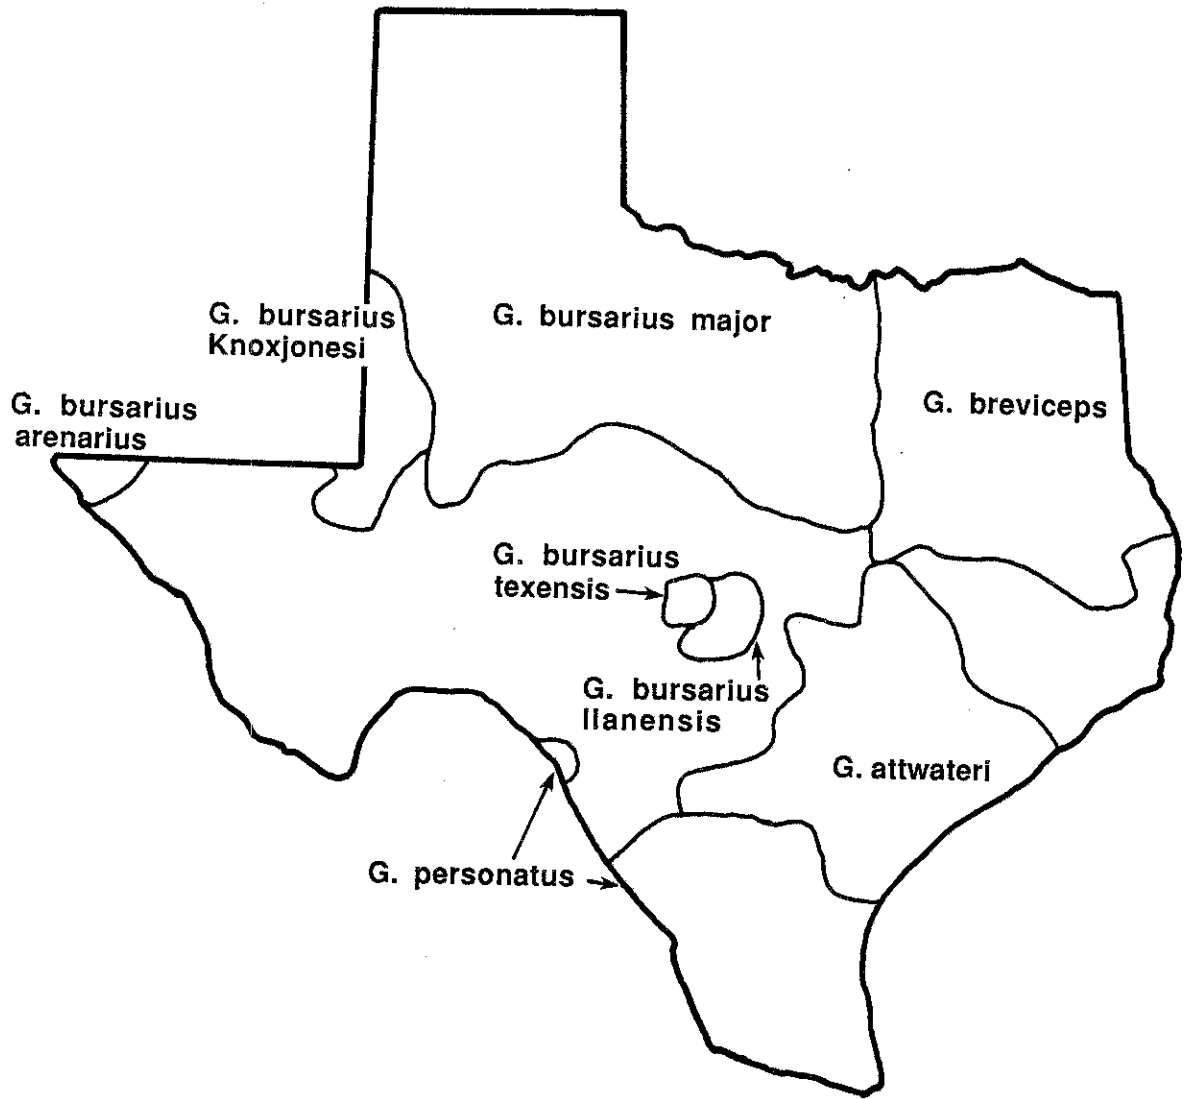 G. bursarius
Knoxjonesi
G. bursarius major
G. bursarius
arenarius
G. breviceps
G. bursarius
texensis
G. bursarius
llanensis
G. attwateri
G. personatus